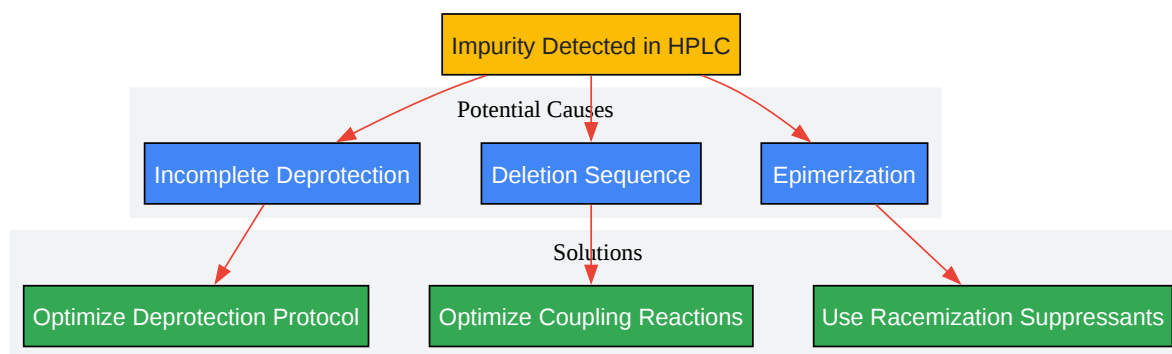 Impurity Detected in HPLC
Potential Causes
Incomplete Deprotection
Deletion Sequence
Epimerization
Solutions
Optimize Deprotection Protocol
Optimize Coupling Reactions
Use Racemization Suppressants